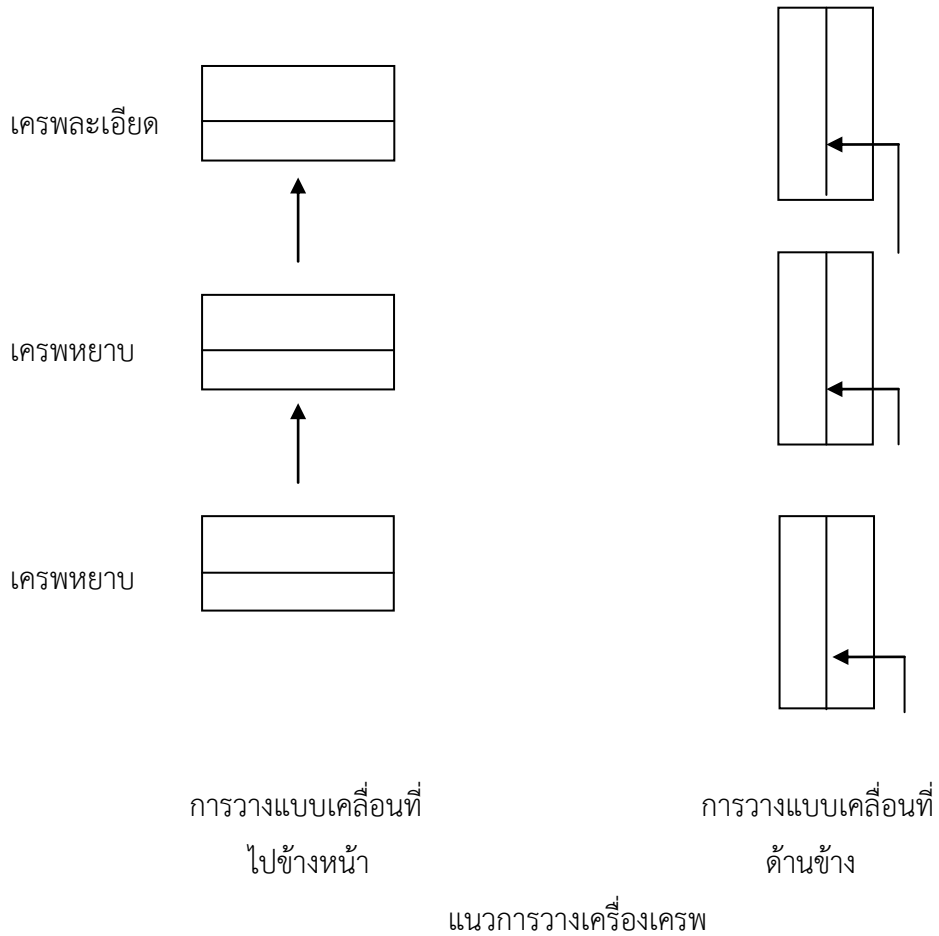 เครพละเอียด
เครพหยาบ
เครพหยาบ
การวางแบบเคลื่อนที่
ไปข้างหน้า
การวางแบบเคลื่อนที่
ด้านข้าง
แนวการวางเครื่องเครพ